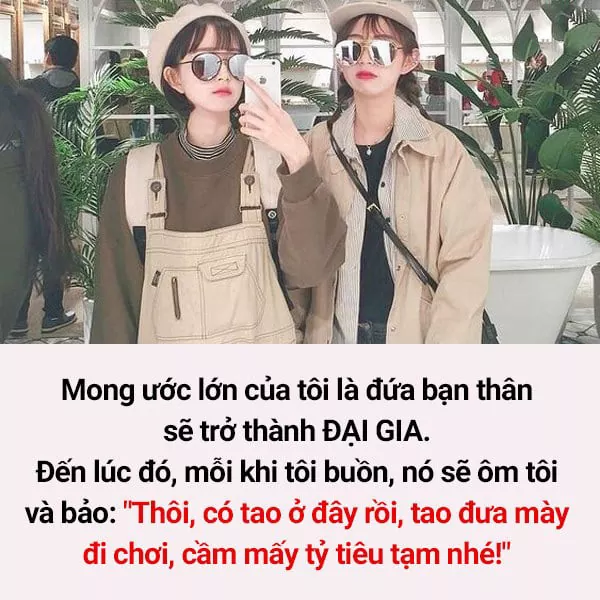 Mong ước lớn của tôi là đứa bạn thân
sẽ trở thành ĐẠI GIA.
Đến lúc đó, mỗi khi tôi buồn, nó sẽ ôm tôi
và bảo: "Thôi, có tao ở đây rồi, tao đưa mày
đi chơi, cầm mấy tỷ tiêu tạm nhé!"